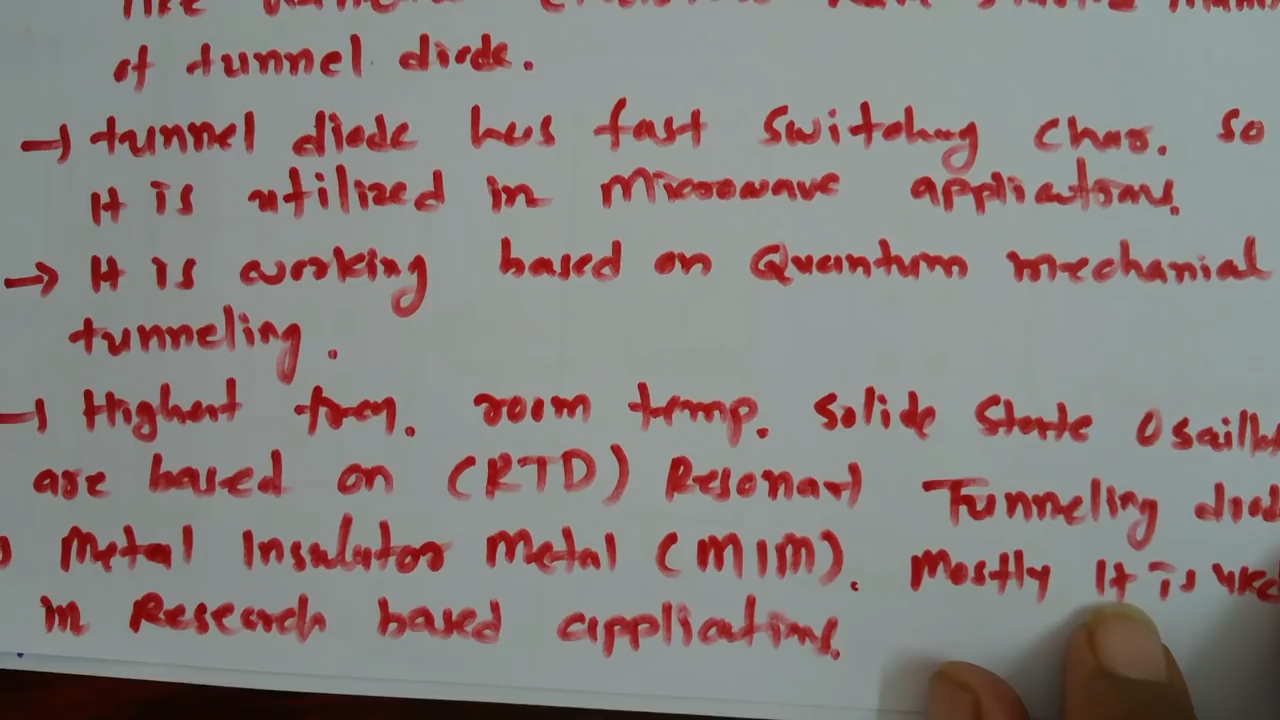 of tunnel diode.
→ tunnel diode has fast switching char. so
It is utilized in microwave applications.
→ It is working based on Quantum mechanial
tunneling.
→ Highest freq. room temp. Solide State
are based on (RTD) Resonant Tunneling
Metal Insulator Metal (MIM). Mostly It is used
in Research based applications.